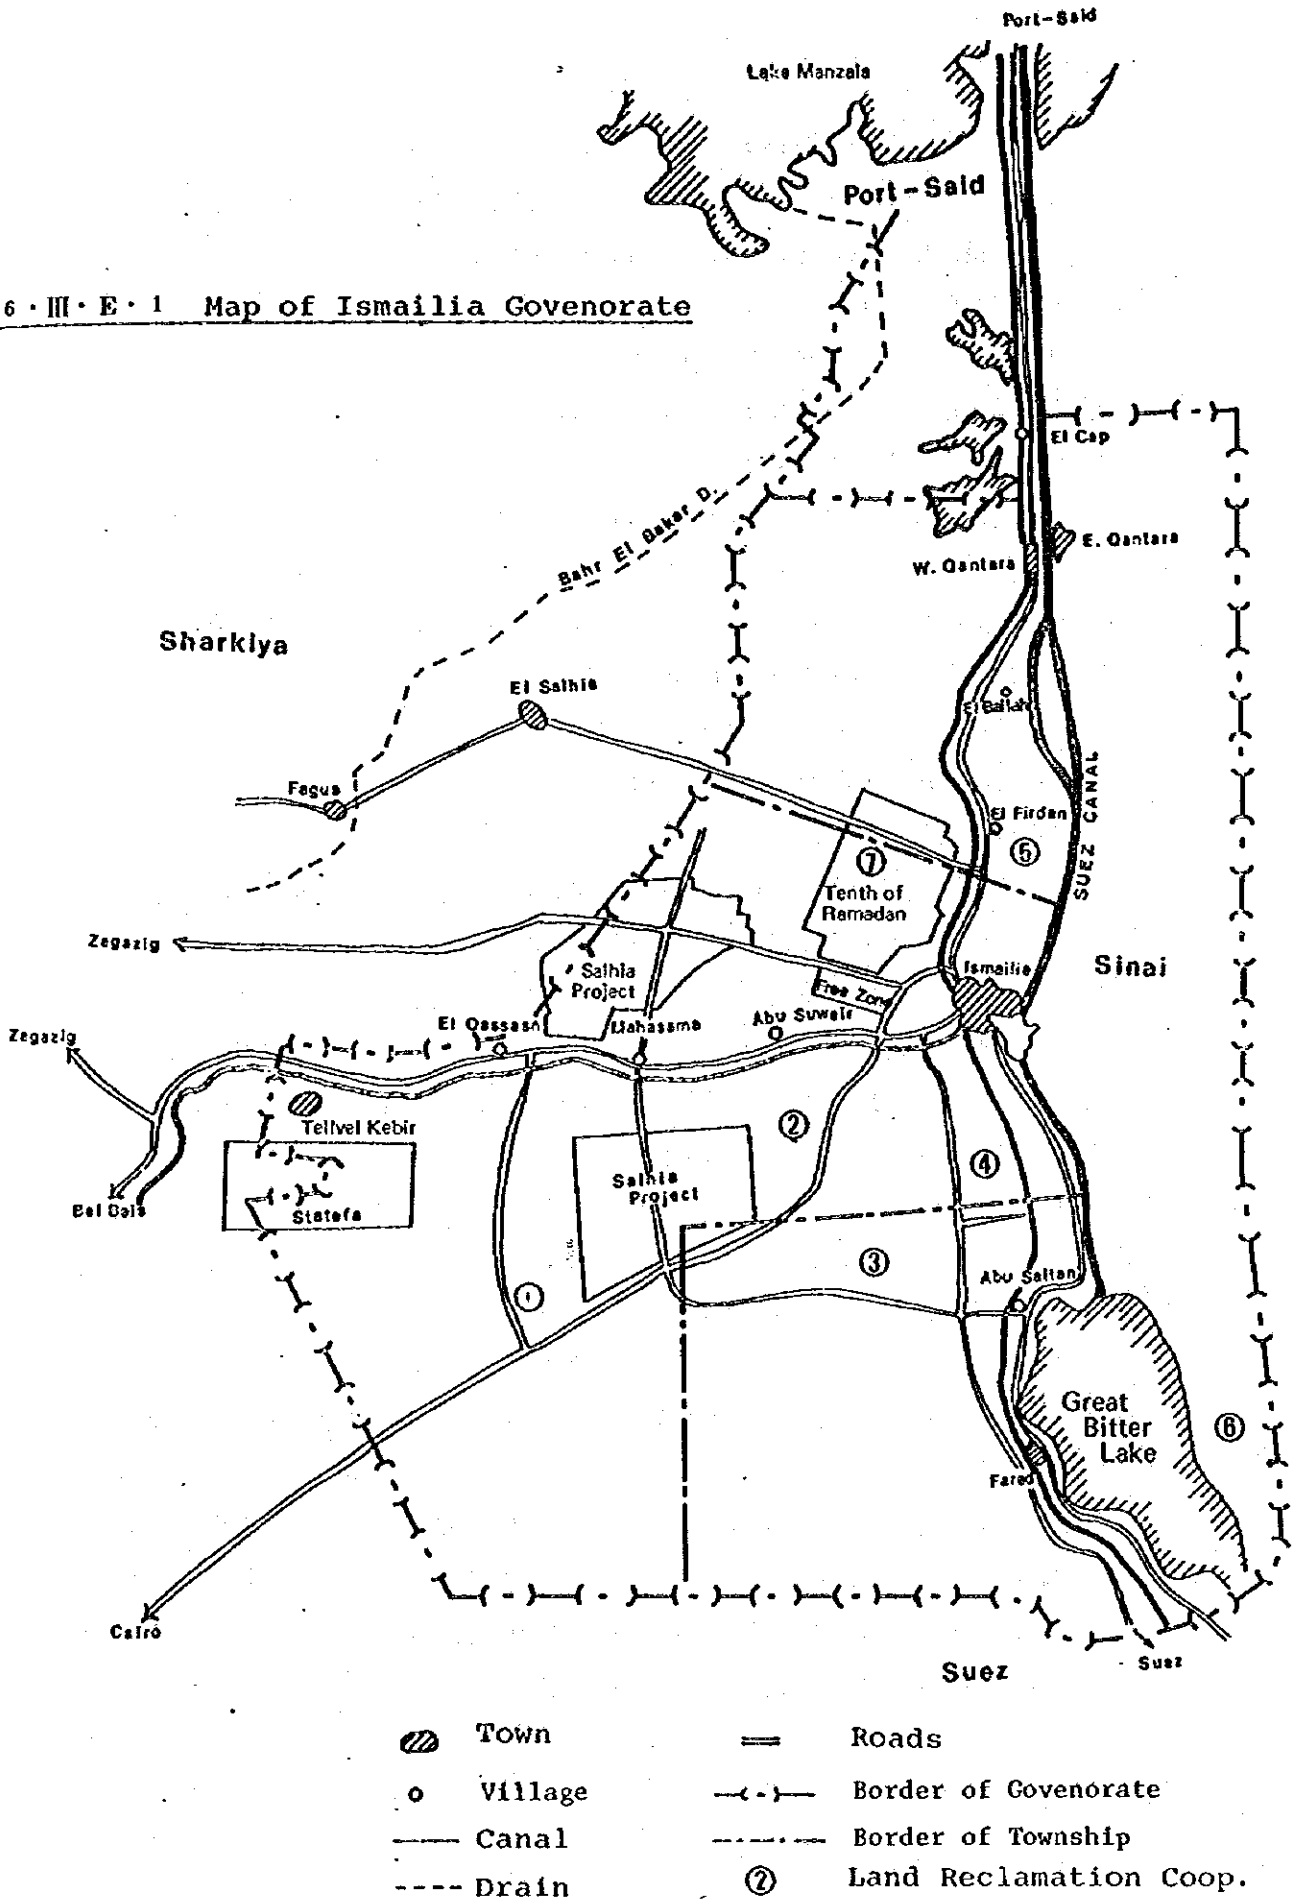 Port-Said
Lake Manzala
Port-Said
6・III・E・1 Map of Ismailia Govenorate
El Cap
Bahr El Bakar D.
E. Qantara
W. Qantara
Sharkiya
El Salhia
El Ballah
Fagus
SUEZ CANAL
El Firdan
⑤
⑦
Tenth of
Ramadan
Zagazig
Salhia
Project
Ismailia
Sinai
Free Zone
El Qassasn
Mahassma
Abu Suweir
Zegazig
②
Tellvel Kebir
④
Salhia
Project
Bel Bais
Statefa
③
Abu Saltan
①
Great
Bitter
Lake
⑥
Fared
Cairo
Suez
Suez
Town
Roads
Village
Border of Govenorate
Canal
Border of Township
Drain
② Land Reclamation Coop.